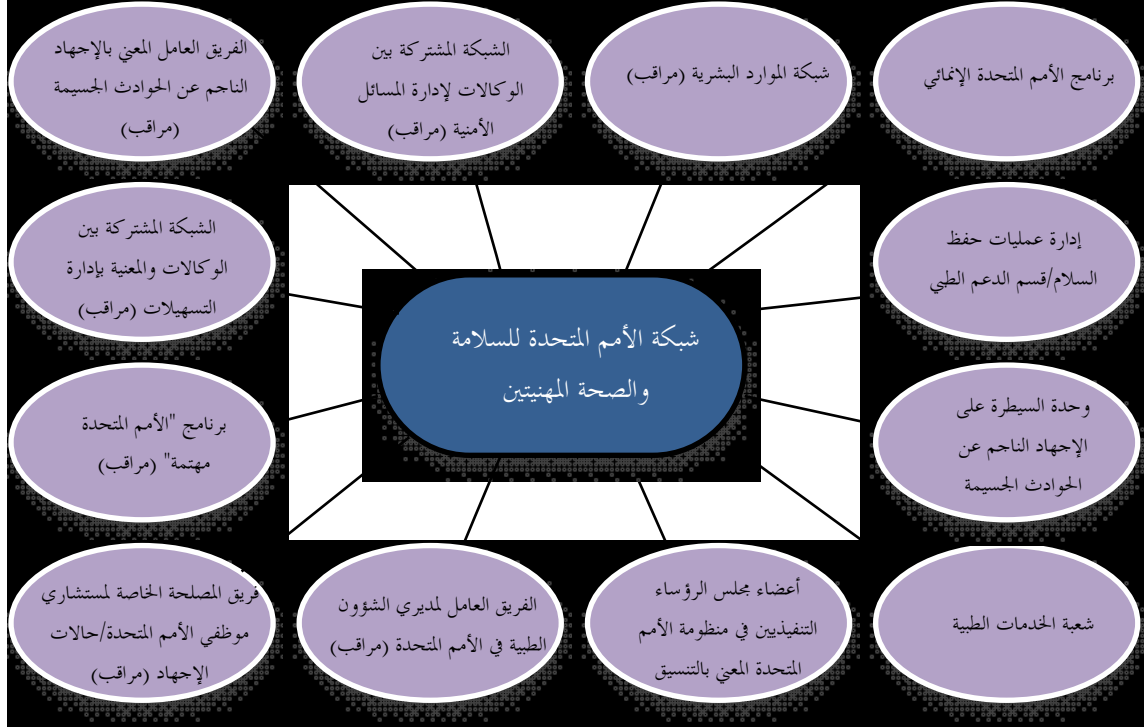 برنامج الأمم المتحدة الإنمائي
شبكة الموارد البشرية (مراقب)
الشبكة المشتركة بين
الوكالات لإدارة المسائل
الأمنية (مراقب)
الفريق العامل المعني بالإجهاد
الناجم عن الحوادث الجسيمة
(مراقب)
إدارة عمليات حفظ
السلام/قسم الدعم الطبي
الشبكة المشتركة بين
الوكالات والمعنية بإدارة
التسهيلات (مراقب)
شبكة الأمم المتحدة للسلامة
والصحة المهنيتين
وحدة السيطرة على
الإجهاد الناجم عن
الحوادث الجسيمة
برنامج "الأمم المتحدة
مهتمة" (مراقب)
شعبة الخدمات الطبية
أعضاء مجلس الرؤساء
التنفيذيين في منظومة الأمم
المتحدة المعني بالتنسيق
الفريق العامل لمديري الشؤون
الطبية في الأمم المتحدة (مراقب)
فريق المصلحة الخاصة لمستشاري
موظفي الأمم المتحدة/حالات
الإجهاد (مراقب)